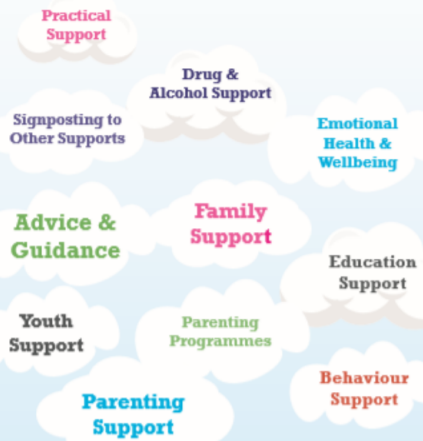 Practical
Support
Drug &
Alcohol Support
Signposting to
Other Supports
Emotional
Health &
Wellbeing
Advice &
Guidance
Family
Support
Education
Support
Youth
Support
Parenting
Programmes
Behaviour
Support
Parenting
Support